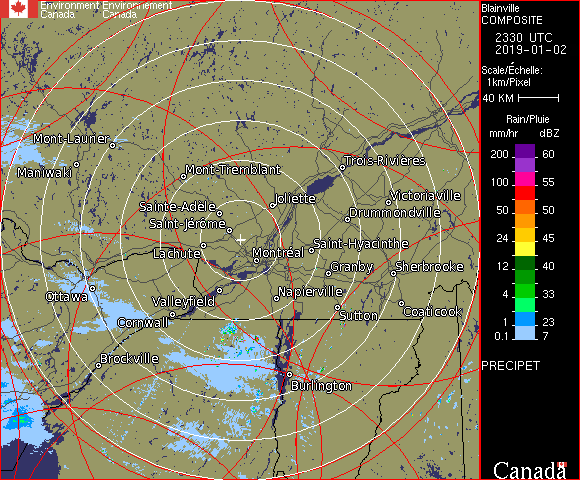 Environment Environnement
Canada Canada
Blainville
COMPOSITE
2330 UTC
2019-01-02
Scale/Échelle:
1km/Pixel
40 KM
Rain/Pluie
mm/hr dBZ
200 60
100 55
50 50
24 45
12 40
4 33
1 23
0.1 7
PRECIPET
Canada
Mont-Laurier
Maniwaki
Mont-Tremblant
Trois-Rivières
Sainte-Adèle
Joliette
Victoriaville
Drummondville
Saint-Jérôme
Saint-Hyacinthe
Lachute
Montréal
Granby
Sherbrooke
Ottawa
Valleyfield
Napierville
Cornwall
Sutton
Coaticook
Brockville
Burlington